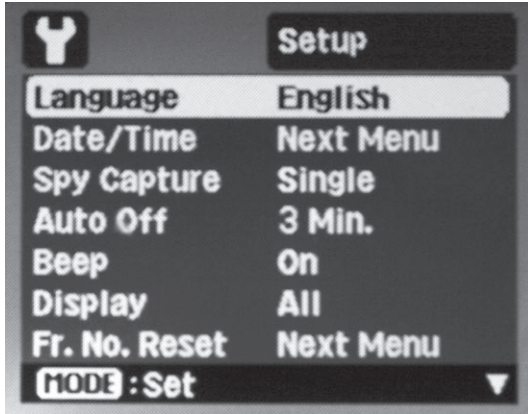 Setup
Language English
Date/Time Next Menu
Spy Capture Single
Auto Off 3 Min.
Beep On
Display All
Fr. No. Reset Next Menu
MODE :Set